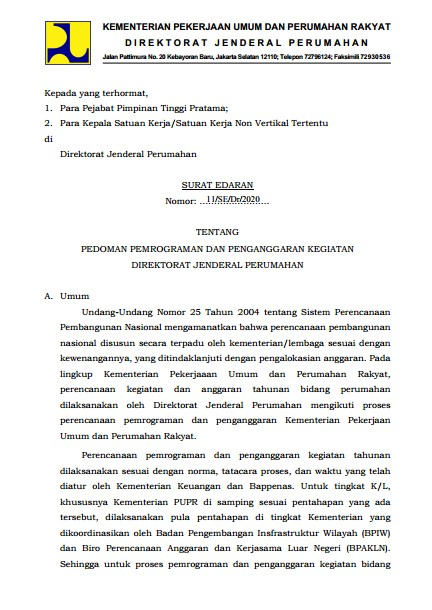 KEMENTERIAN PEKERJAAN UMUM DAN PERUMAHAN RAKYAT
DIREKTORAT JENDERAL PERUMAHAN
Jalan Pattimura No. 20 Kebayoran Baru, Jakarta Selatan 12110; Telepon 72796124; Faksimili 72930536
Kepada yang terhormat,
1. Para Pejabat Pimpinan Tinggi Pratama;
2. Para Kepala Satuan Kerja/Satuan Kerja Non Vertikal Tertentu
di
Direktorat Jenderal Perumahan
SURAT EDARAN
Nomor: 11/SE/Dr/2020
TENTANG
PEDOMAN PEMROGRAMAN DAN PENGANGGARAN KEGIATAN
DIREKTORAT JENDERAL PERUMAHAN
A. Umum
Undang-Undang Nomor 25 Tahun 2004 tentang Sistem Perencanaan
Pembangunan Nasional mengamanatkan bahwa perencanaan pembangunan
nasional disusun secara terpadu oleh kementerian/lembaga sesuai dengan
kewenangannya, yang ditindaklanjuti dengan pengalokasian anggaran. Pada
lingkup Kementerian Pekerjaaan Umum dan Perumahan Rakyat,
perencanaan kegiatan dan anggaran tahunan bidang perumahan
dilaksanakan oleh Direktorat Jenderal Perumahan mengikuti proses
perencanaan pemrograman dan penganggaran Kementerian Pekerjaan
Umum dan Perumahan Rakyat.
Perencanaan pemrograman dan penganggaran kegiatan tahunan
dilaksanakan sesuai dengan norma, tatacara proses, dan waktu yang telah
diatur oleh Kementerian Keuangan dan Bappenas. Untuk tingkat K/L,
khususnya Kementerian PUPR di samping sesuai pentahapan yang ada
tersebut, dilaksanakan pula pentahapan di tingkat Kementerian yang
dikoordinasikan oleh Badan Pengembangan Insfrastruktur Wilayah (BPIW)
dan Biro Perencanaan Anggaran dan Kerjasama Luar Negeri (BPAKLN).
Sehingga untuk proses pemrograman dan penganggaran kegiatan bidang